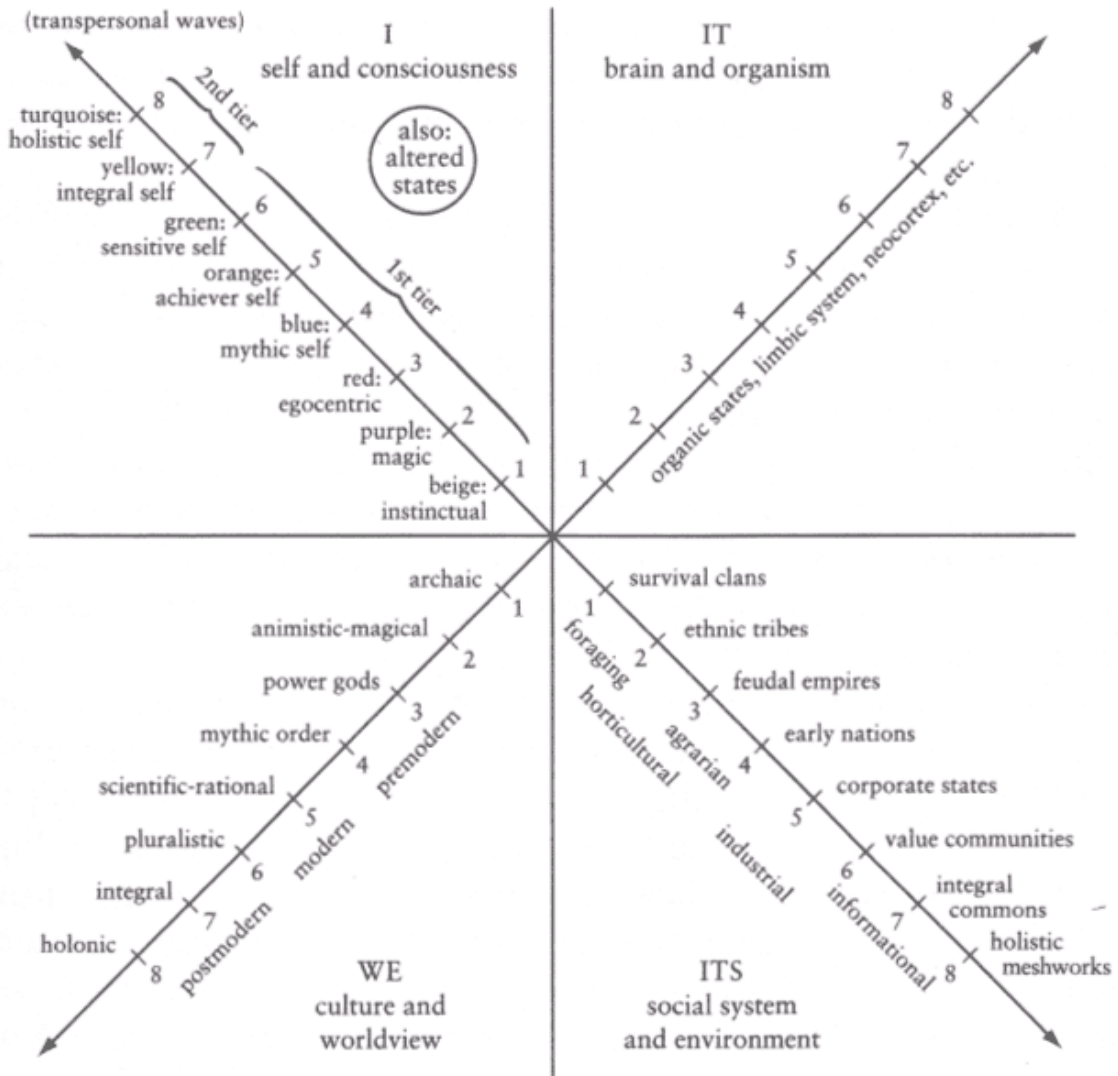 (transpersonal waves)
I
self and consciousness
also:
altered
states
2nd tier
1st tier
8
turquoise:
holistic self
7
yellow:
integral self
6
green:
sensitive self
5
orange:
achiever self
4
blue:
mythic self
3
red:
egocentric
2
purple:
magic
1
beige:
instinctual
IT
brain and organism
8
7
6
5
4
3
2
1
organic states, limbic system, neocortex, etc.
archaic
1
animistic-magical
2
power gods
3
mythic order
4
scientific-rational
5
pluralistic
6
integral
7
holonic
8
premodern
modern
postmodern
WE
culture and
worldview
survival clans
1
ethnic tribes
2
feudal empires
3
early nations
4
corporate states
5
value communities
6
integral
commons
7
holistic
meshworks
8
foraging
horticultural
agrarian
industrial
informational
ITS
social system
and environment